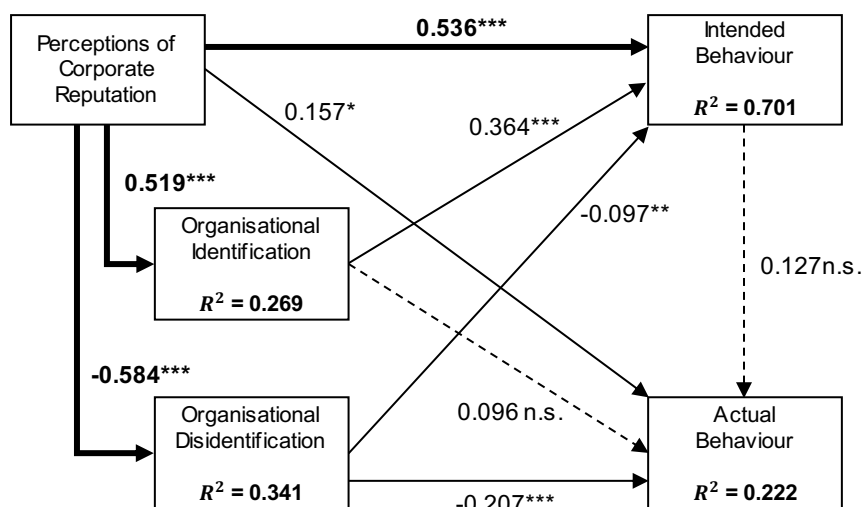 Perceptions of
Corporate
Reputation
0.536***
Intended
Behaviour
R² = 0.701
0.157*
0.364***
0.519***
-0.097**
Organisational
Identification
R² = 0.269
0.127n.s.
-0.584***
0.096 n.s.
Organisational
Disidentification
R² = 0.341
Actual
Behaviour
R² = 0.222
-0.207***